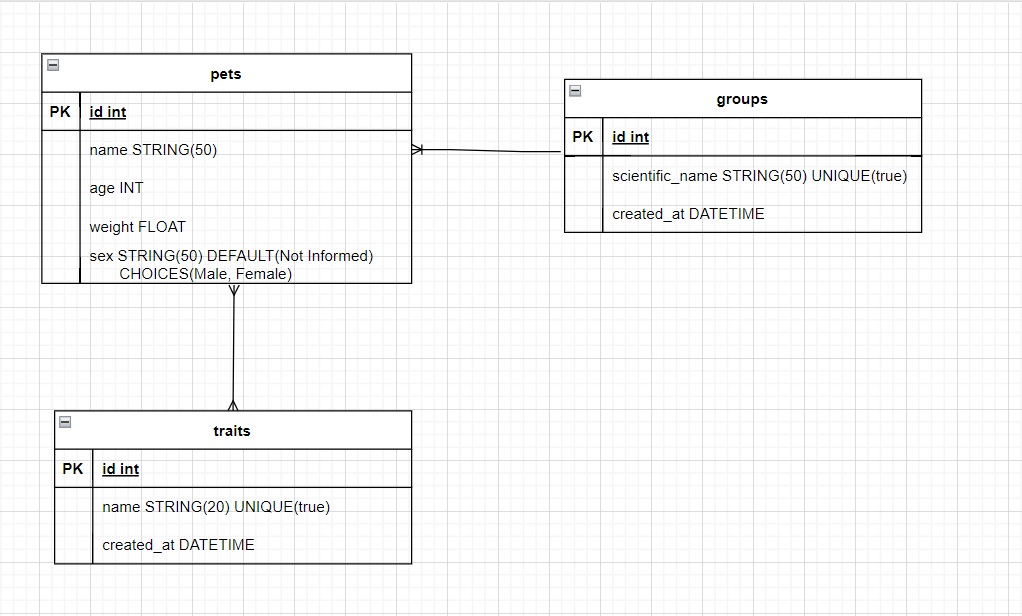 pets
PK id int
name STRING(50)
age INT
weight FLOAT
sex STRING(50) DEFAULT(Not Informed)
CHOICES(Male, Female)
groups
PK id int
scientific_name STRING(50) UNIQUE(true)
created_at DATETIME
traits
PK id int
name STRING(20) UNIQUE(true)
created_at DATETIME